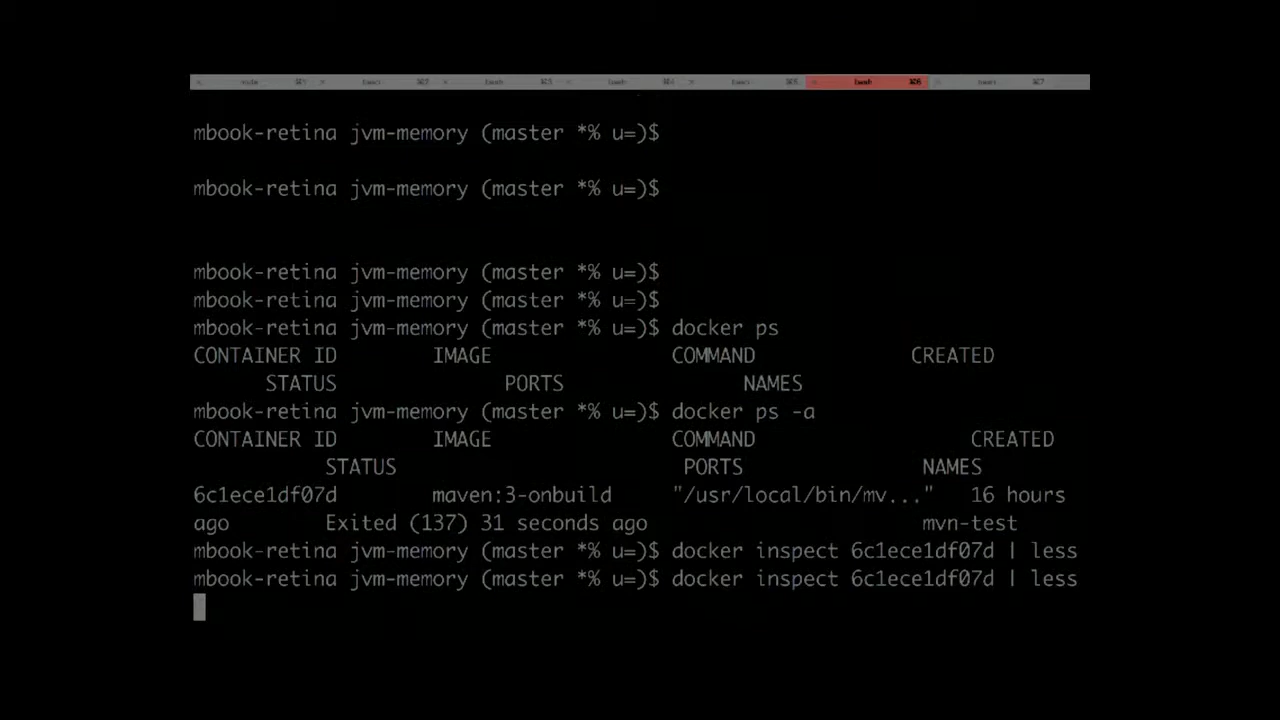 bash ⌘6
mbook-retina jvm-memory (master *% u=)$
mbook-retina jvm-memory (master *% u=)$
mbook-retina jvm-memory (master *% u=)$
mbook-retina jvm-memory (master *% u=)$
mbook-retina jvm-memory (master *% u=)$ docker ps
CONTAINER ID IMAGE COMMAND CREATED
STATUS PORTS NAMES
mbook-retina jvm-memory (master *% u=)$ docker ps -a
CONTAINER ID IMAGE COMMAND CREATED
STATUS PORTS NAMES
6c1ece1df07d maven:3-onbuild "/usr/local/bin/mv..." 16 hours
ago Exited (137) 31 seconds ago mvn-test
mbook-retina jvm-memory (master *% u=)$ docker inspect 6c1ece1df07d | less
mbook-retina jvm-memory (master *% u=)$ docker inspect 6c1ece1df07d | less